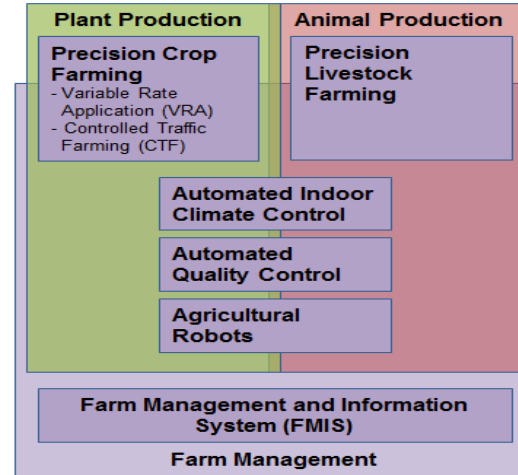 Plant Production
Animal Production
Precision Crop
Farming
- Variable Rate
Application (VRA)
- Controlled Traffic
Farming (CTF)
Precision
Livestock
Farming
Automated Indoor
Climate Control
Automated
Quality Control
Agricultural
Robots
Farm Management and Information
System (FMIS)
Farm Management